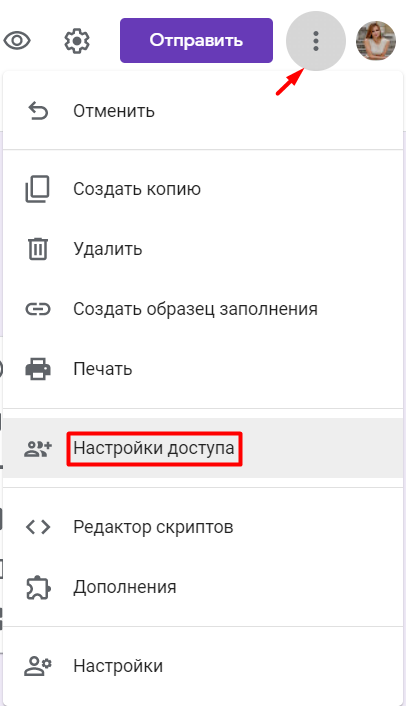 Отправить
Отменить
Создать копию
Удалить
Создать образец заполнения
Печать
Настройки доступа
Редактор скриптов
Дополнения
Настройки